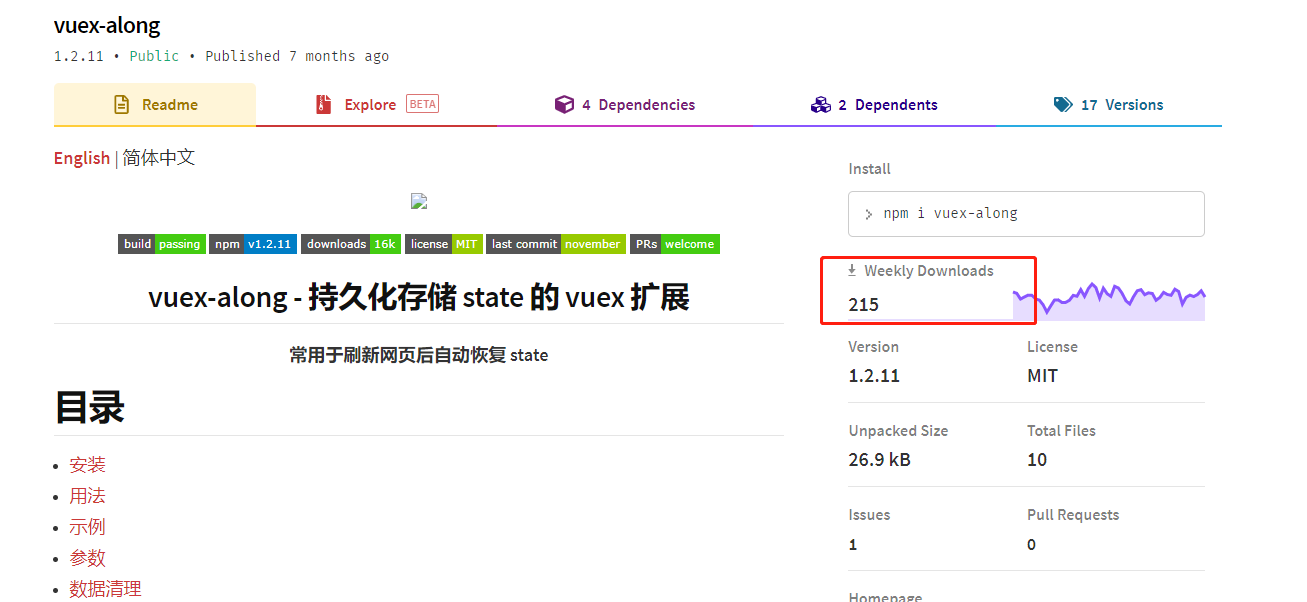 vuex-along
1.2.11 • Public • Published 7 months ago
Readme
Explore BETA
4 Dependencies
2 Dependents
17 Versions
English | 简体中文
build passing npm v1.2.11 downloads 16k license MIT last commit november PRs welcome
vuex-along - 持久化存储 state 的 vuex 扩展
常用于刷新网页后自动恢复 state
目录
• 安装
• 用法
• 示例
• 参数
• 数据清理
Install
> npm i vuex-along
Weekly Downloads
215
Version
License
1.2.11
MIT
Unpacked Size
Total Files
26.9 kB
10
Issues
Pull Requests
1
0
Homepage